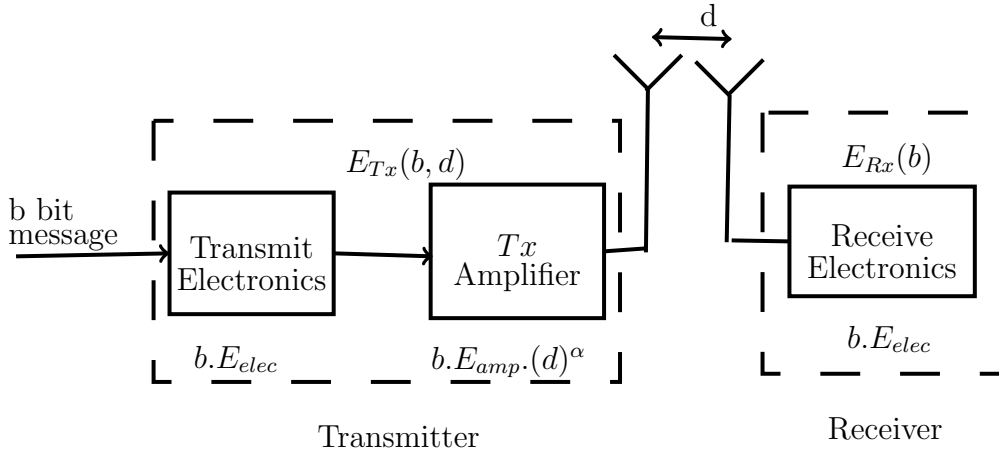 d
E_{Tx}(b, d)
E_{Rx}(b)
b bit
message
Transmit
Electronics
Tx
Amplifier
Receive
Electronics
b.E_{elec}
b.E_{amp}.(d)^α
b.E_{elec}
Transmitter
Receiver